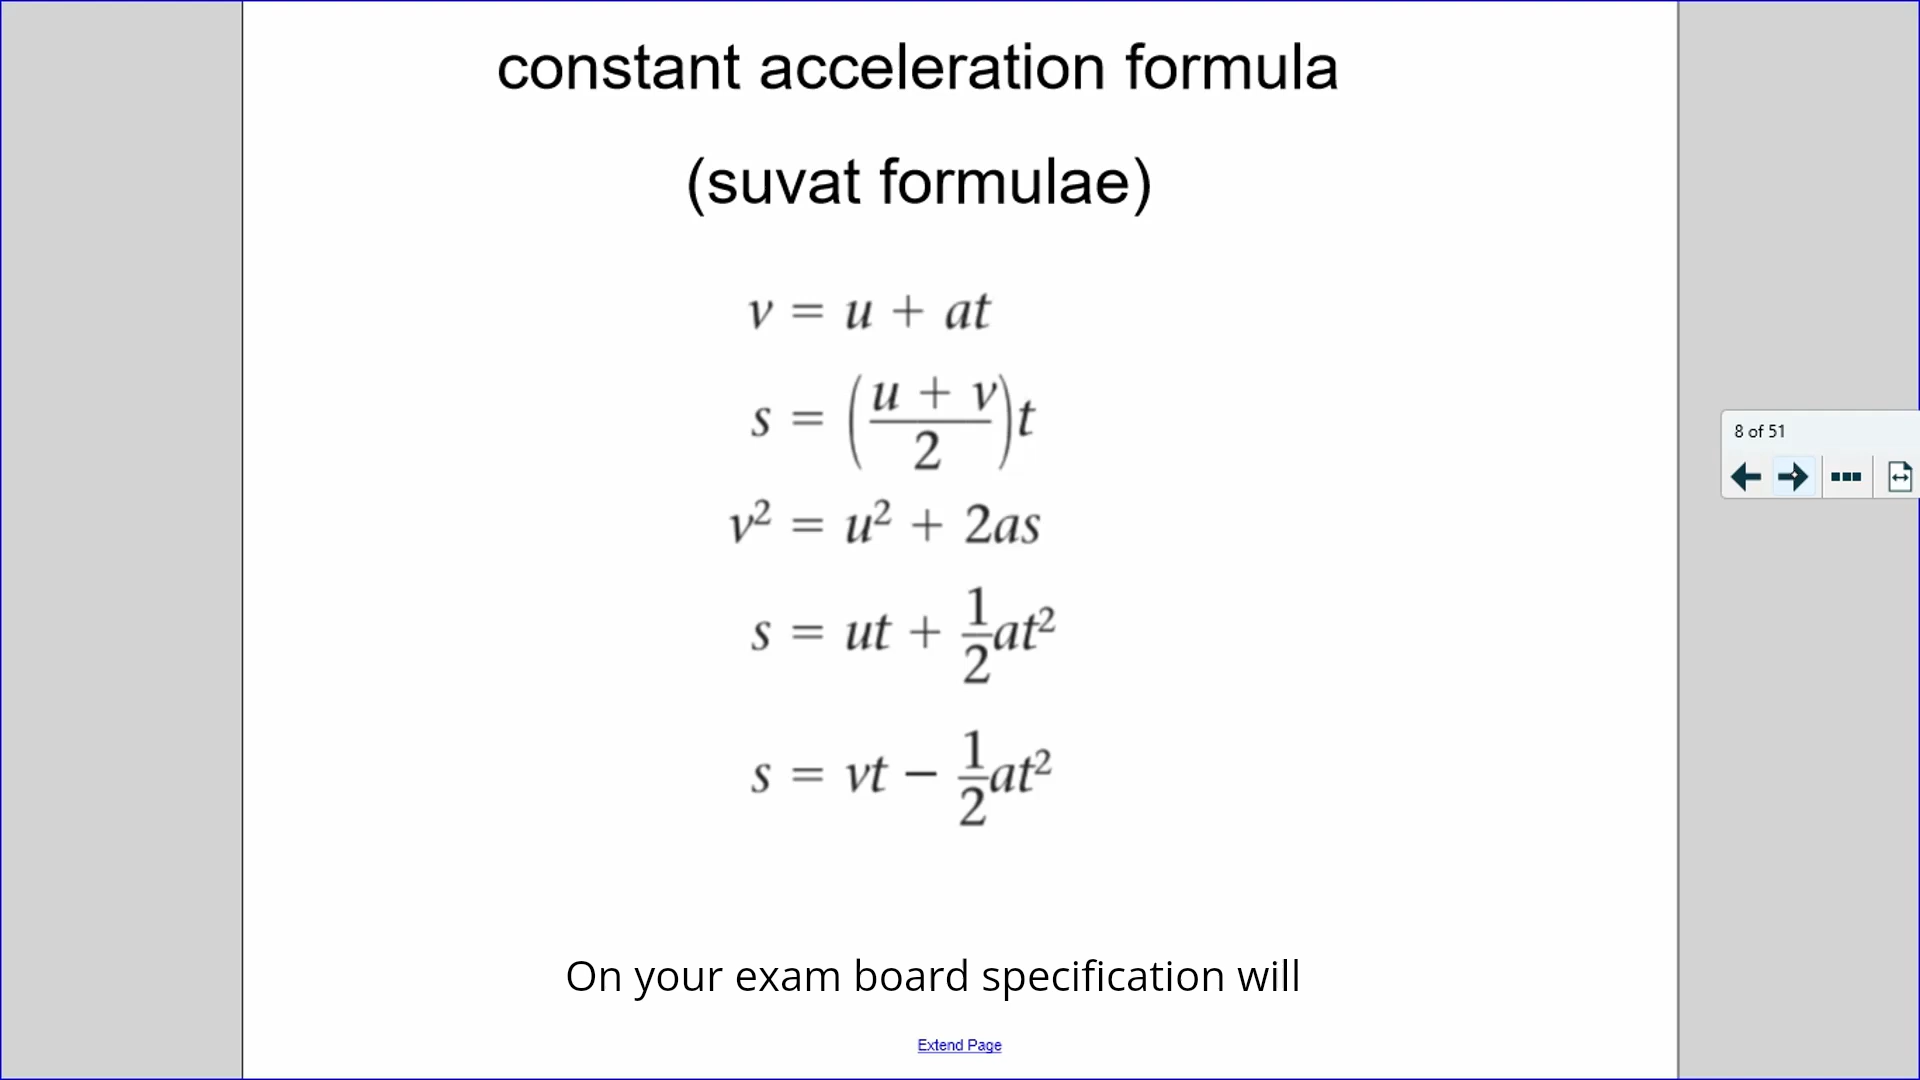 constant acceleration formula
(suvat formulae)
v = u + at
s = (u + v / 2)t
v² = u² + 2as
s = ut + 1/2at²
s = vt − 1/2at²
8 of 51
On your exam board specification will
Extend Page